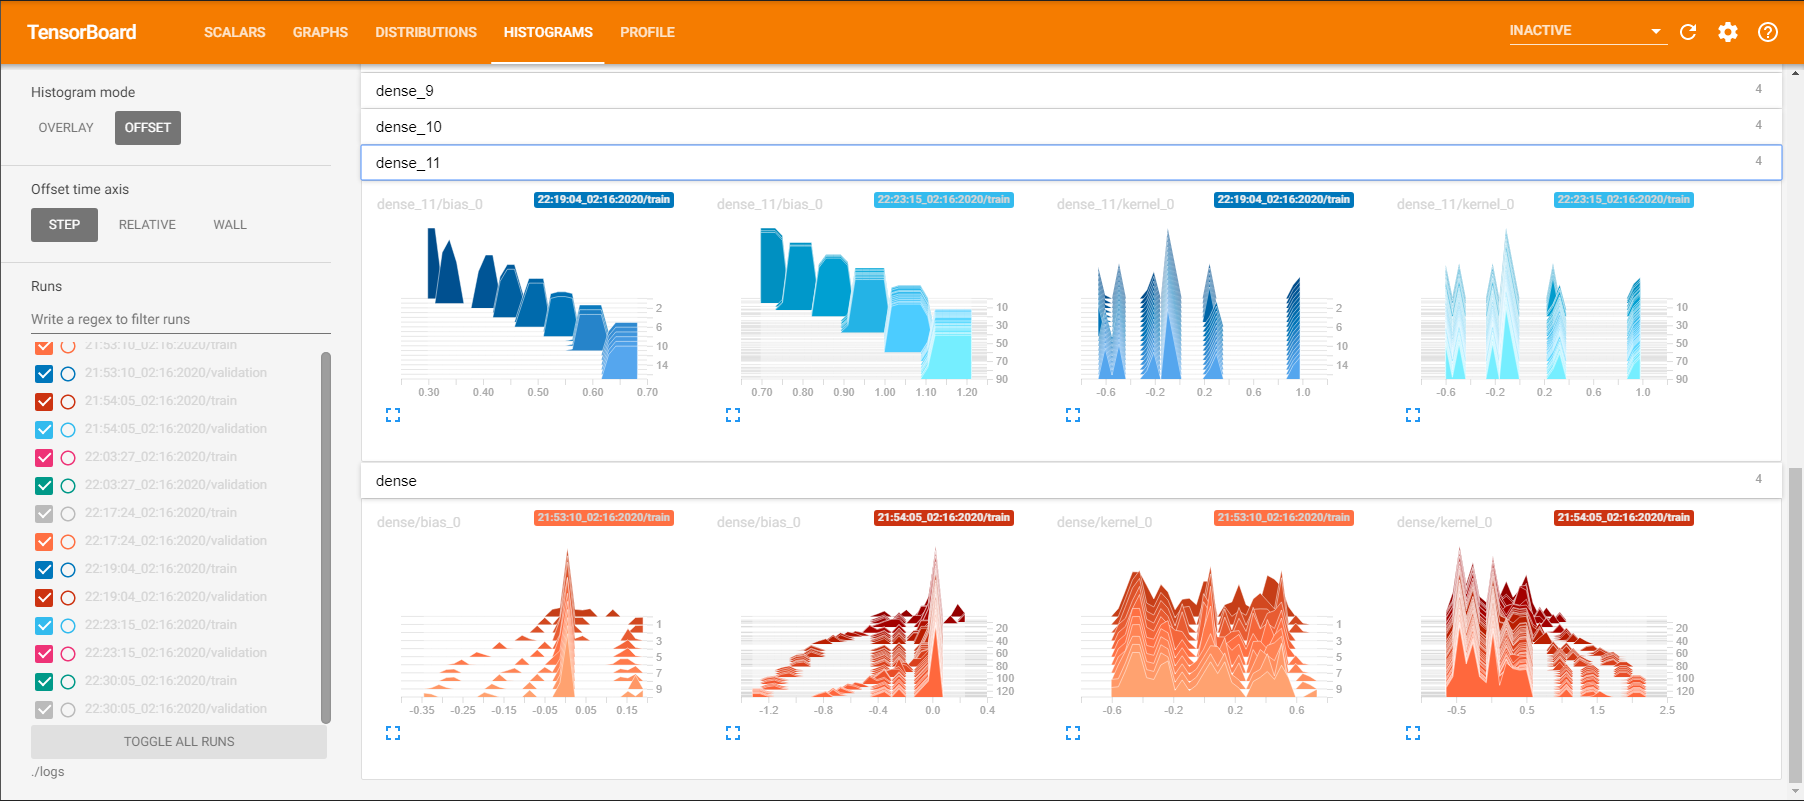 TensorBoard SCALARS GRAPHS DISTRIBUTIONS HISTOGRAMS PROFILE INACTIVE
Histogram mode
OVERLAY OFFSET
Offset time axis
STEP RELATIVE WALL
Runs
Write a regex to filter runs
21:53:10_02:16:2020/train
21:53:10_02:16:2020/validation
21:54:05_02:16:2020/train
21:54:05_02:16:2020/validation
22:03:27_02:16:2020/train
22:03:27_02:16:2020/validation
22:17:24_02:16:2020/train
22:17:24_02:16:2020/validation
22:19:04_02:16:2020/train
22:19:04_02:16:2020/validation
22:23:15_02:16:2020/train
22:23:15_02:16:2020/validation
22:30:05_02:16:2020/train
22:30:05_02:16:2020/validation
TOGGLE ALL RUNS
./logs
dense_9 4
dense_10 4
dense_11 4
dense_11/bias_0 22:19:04_02:16:2020/train
2
6
10
14
0.30 0.40 0.50 0.60 0.70
dense_11/bias_0 22:23:15_02:16:2020/train
10
30
50
70
90
0.70 0.80 0.90 1.00 1.10 1.20
dense_11/kernel_0 22:19:04_02:16:2020/train
2
6
10
14
-0.6 -0.2 0.2 0.6 1.0
dense_11/kernel_0 22:23:15_02:16:2020/train
10
30
50
70
90
-0.6 -0.2 0.2 0.6 1.0
dense 4
dense/bias_0 21:53:10_02:16:2020/train
1
3
5
7
9
-0.35 -0.25 -0.15 -0.05 0.05 0.15
dense/bias_0 21:54:05_02:16:2020/train
20
40
60
80
100
120
-1.2 -0.8 -0.4 0.0 0.4
dense/kernel_0 21:53:10_02:16:2020/train
1
3
5
7
9
-0.6 -0.2 0.2 0.6
dense/kernel_0 21:54:05_02:16:2020/train
20
40
60
80
100
120
-0.5 0.5 1.5 2.5